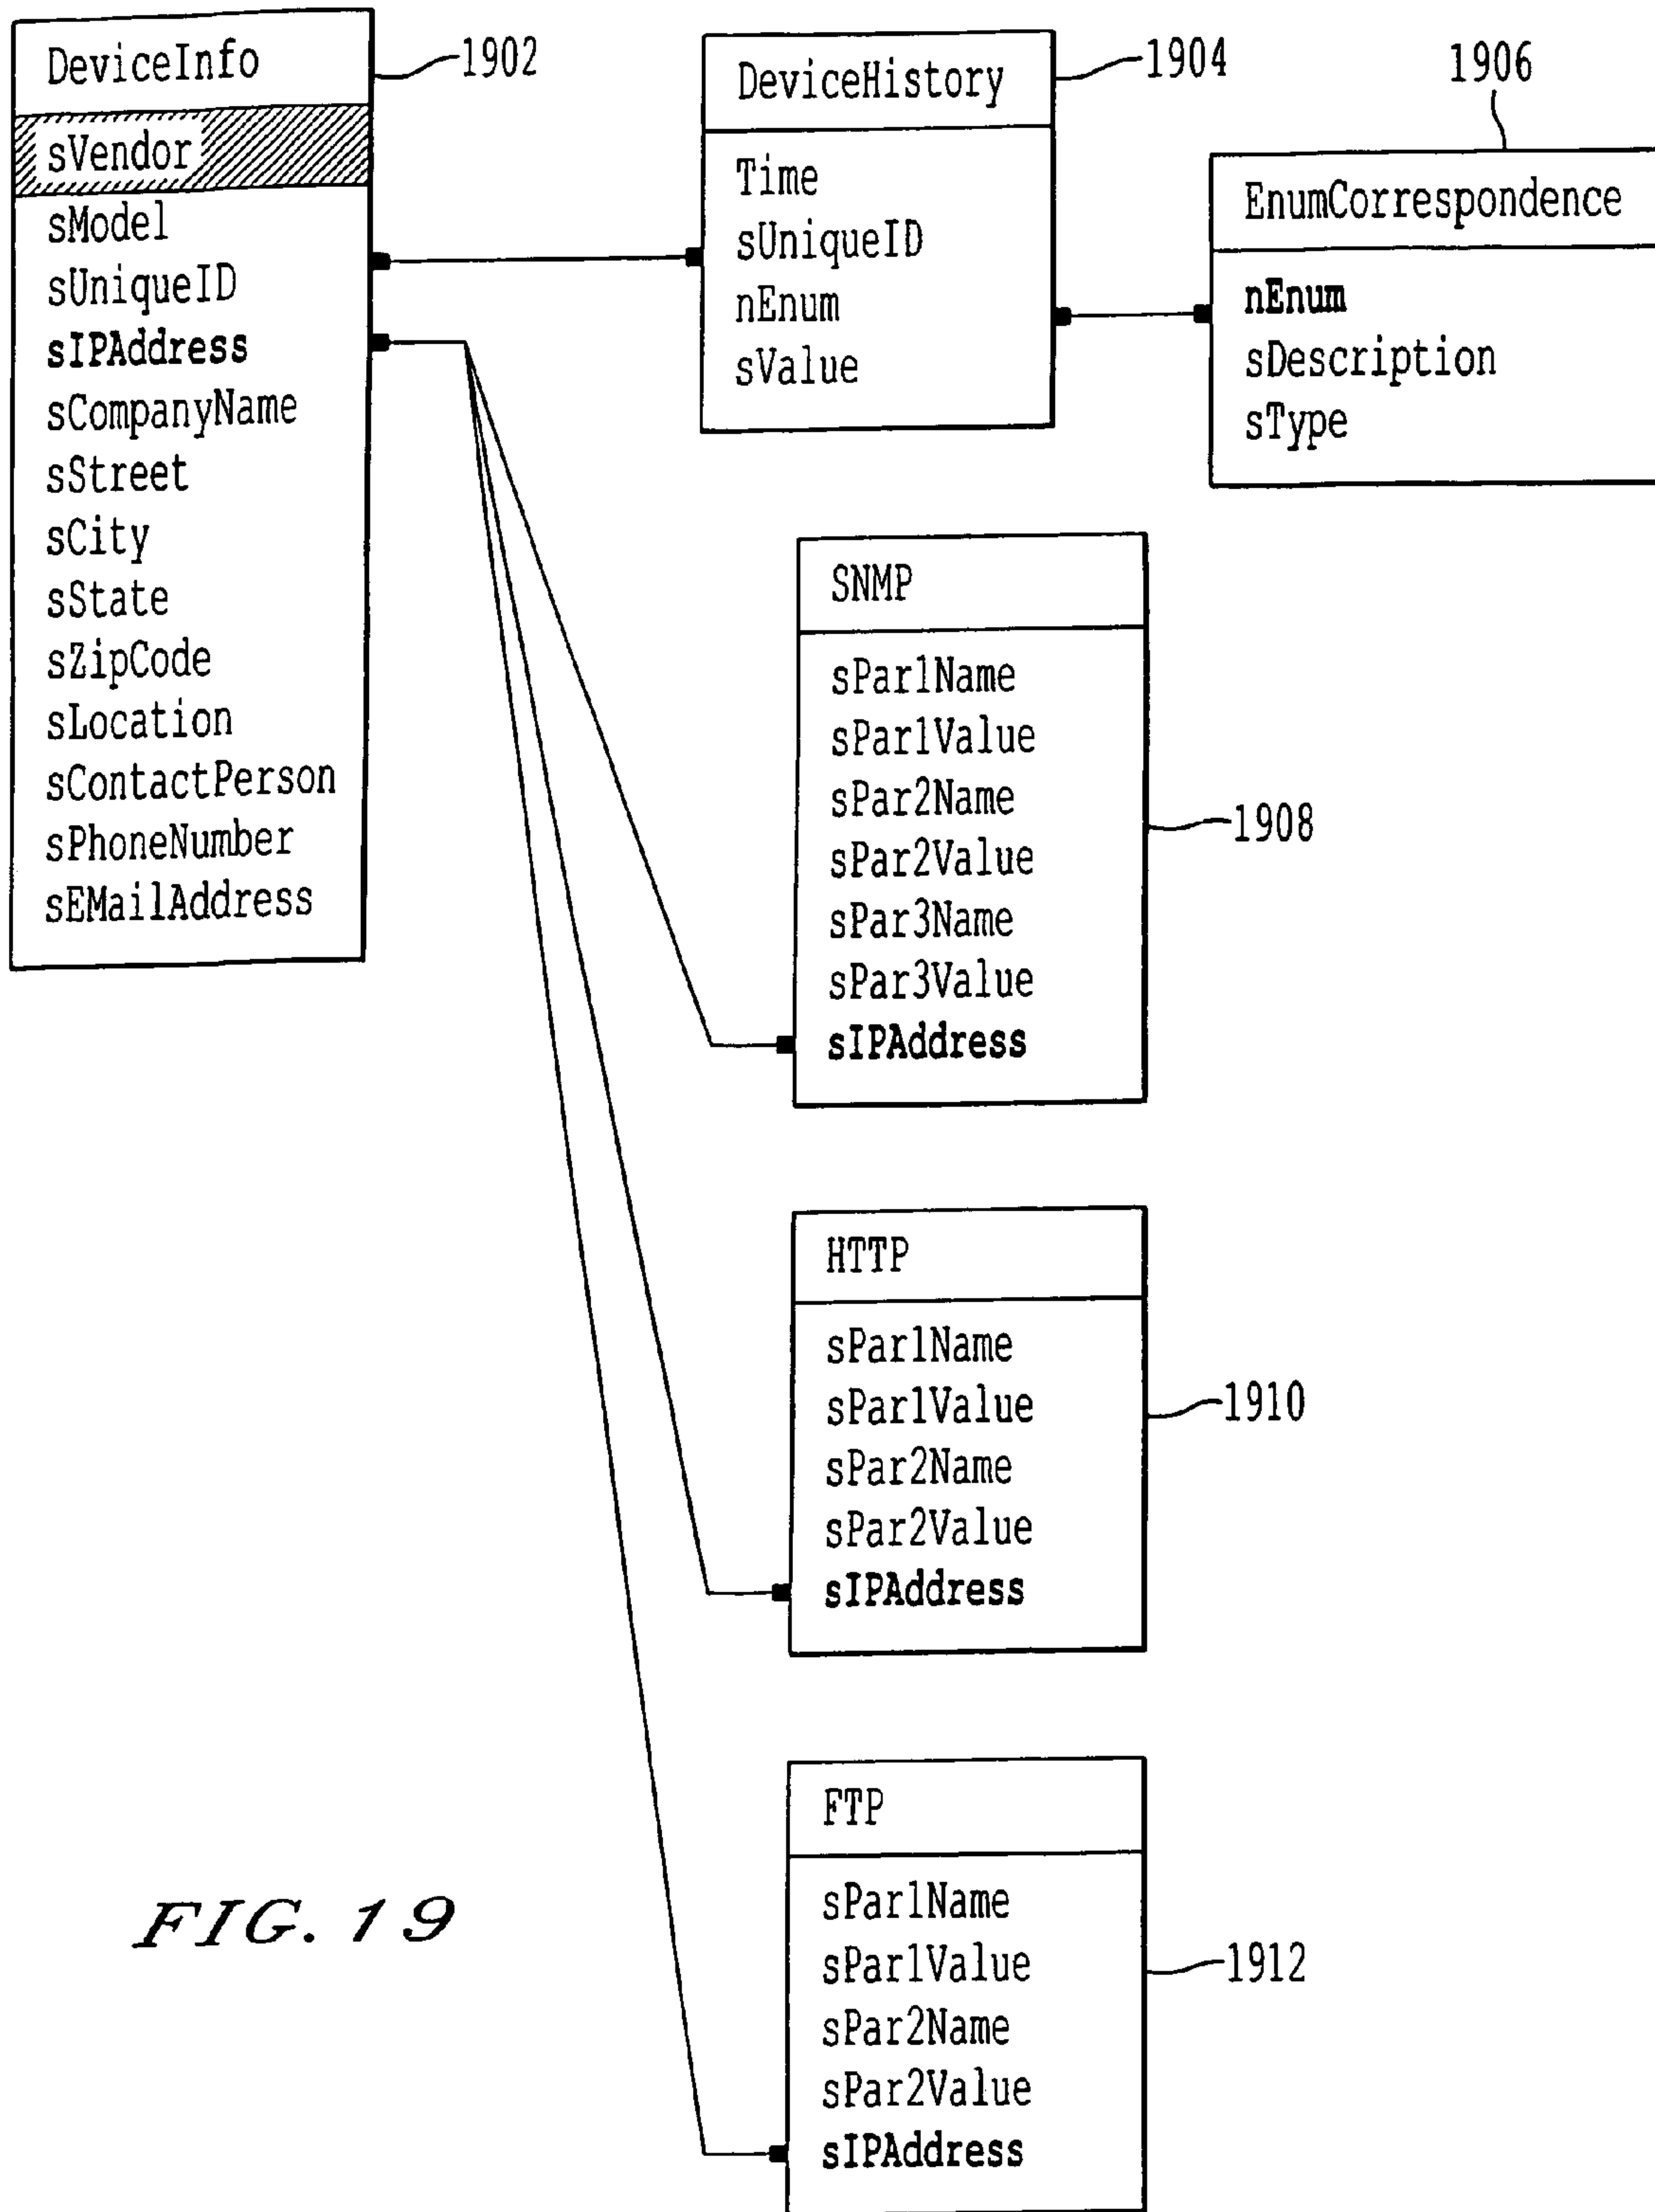 DeviceInfo
1902
sVendor
sModel
sUniqueID
sIPAddress
sCompanyName
sStreet
sCity
sState
sZipCode
sLocation
sContactPerson
sPhoneNumber
sEMailAddress
DeviceHistory
1904
Time
sUniqueID
nEnum
sValue
1906
EnumCorrespondence
nEnum
sDescription
sType
SNMP
sPar1Name
sPar1Value
sPar2Name
sPar2Value
sPar3Name
sPar3Value
sIPAddress
1908
HTTP
sPar1Name
sPar1Value
sPar2Name
sPar2Value
sIPAddress
1910
FTP
sPar1Name
sPar1Value
sPar2Name
sPar2Value
sIPAddress
1912
FIG. 19